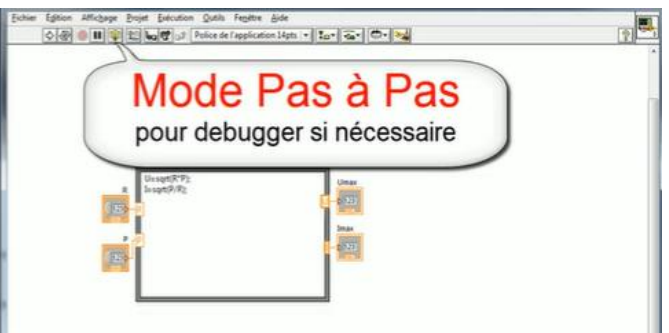 Fichier Edition Affichage Projet Exécution Outils Fenêtre Aide
Police de l'application 14pts
Mode Pas à Pas
pour debugger si nécessaire
U=sqrt(R*P);
I=sqrt(P/R);
R
Umax
P
Imax